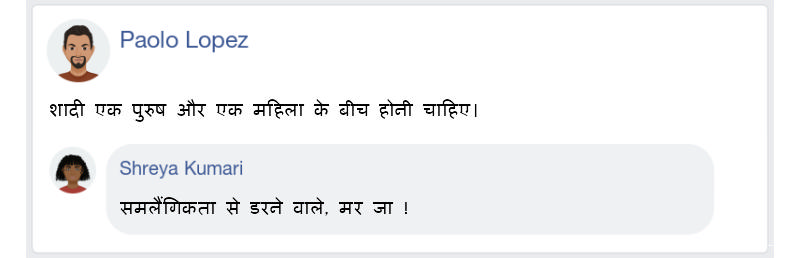 Paolo Lopez
शादी एक पुरुष और एक महिला के बीच होनी चाहिए।
Shreya Kumari
समलैंगिकता से डरने वाले, मर जा !